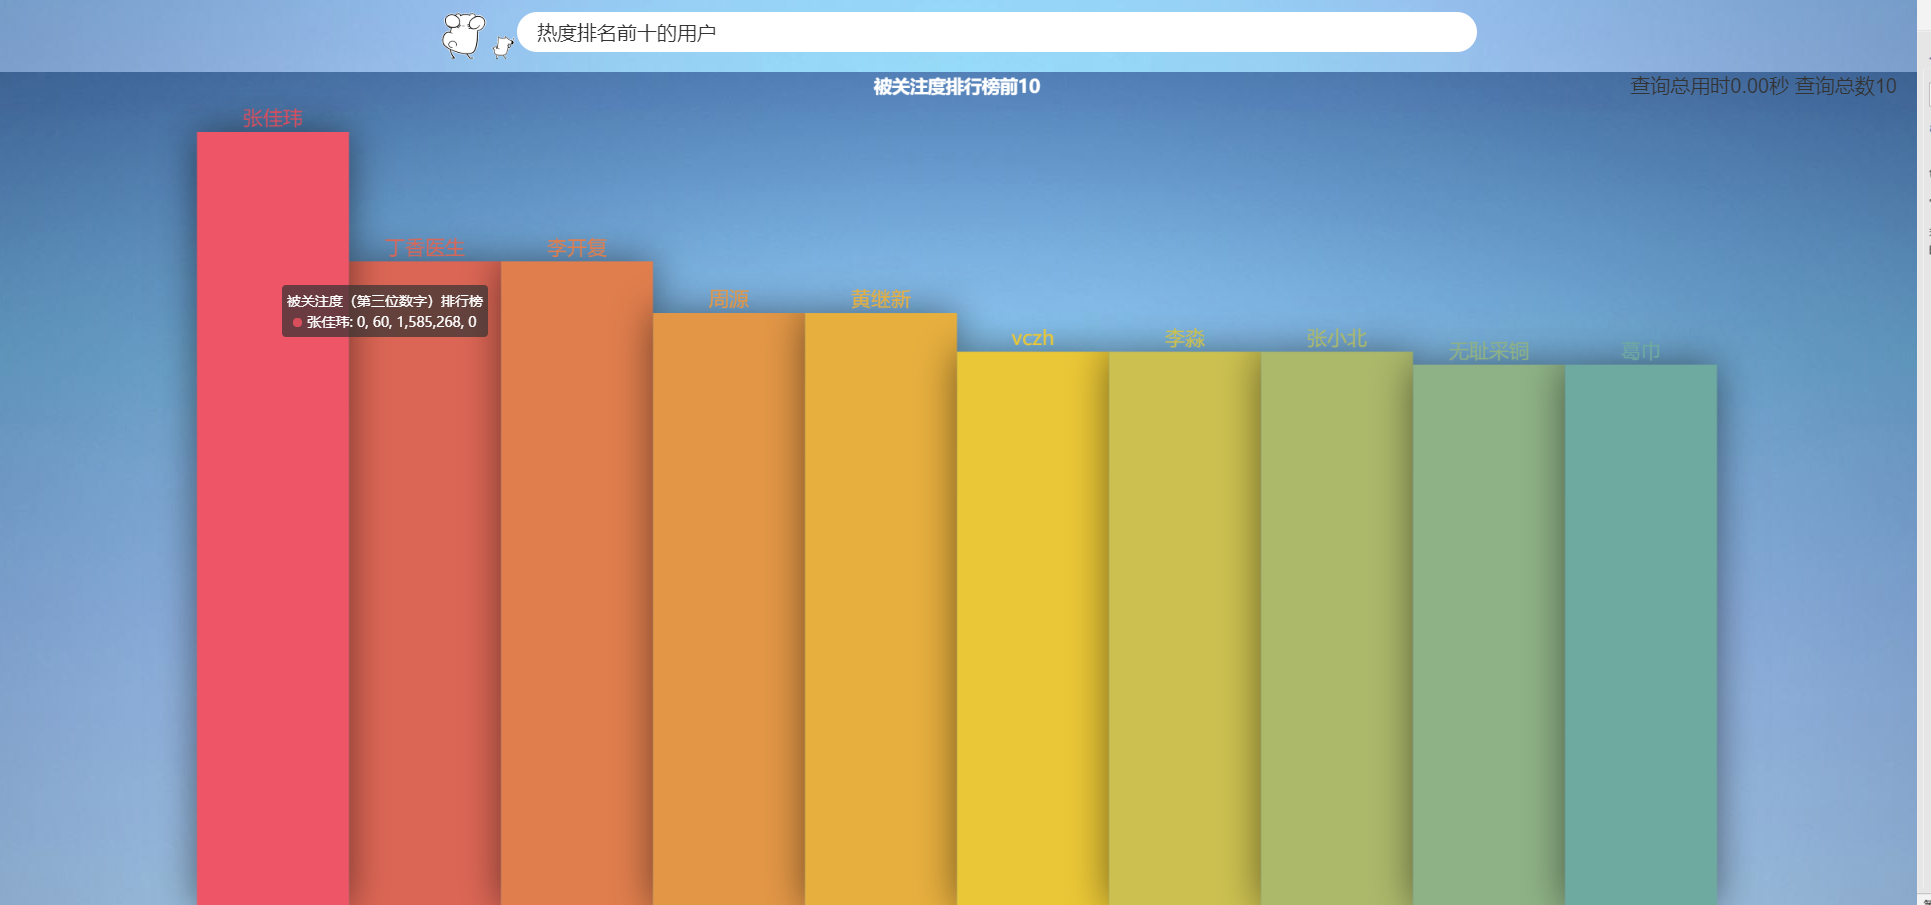 热度排名前十的用户
被关注度排行榜前10
查询总用时0.00秒 查询总数10
张佳玮
丁香医生
李开复
周源
黄继新
vczh
李淼
张小北
无耻采铜
葛巾
被关注度（第三位数字）排行榜
张佳玮: 0, 60, 1,585,268, 0